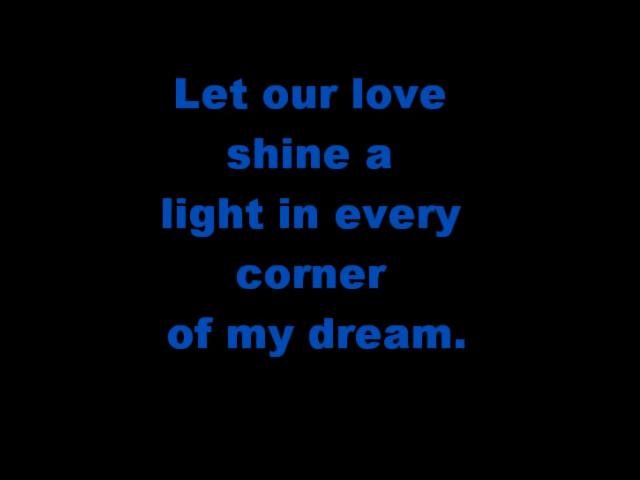 Let our love
shine a
light in every
corner
of my dream.